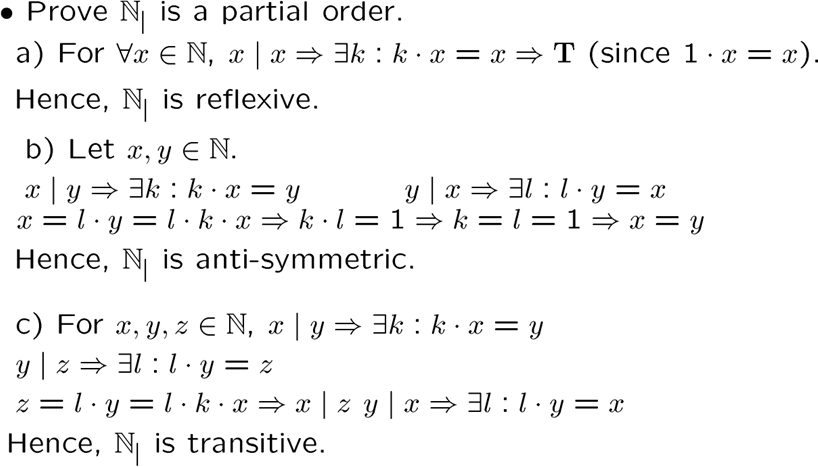 • Prove ℕ| is a partial order.
a) For ∀x ∈ ℕ, x | x ⇒ ∃k : k · x = x ⇒ T (since 1 · x = x).
Hence, ℕ| is reflexive.
b) Let x, y ∈ ℕ.
x | y ⇒ ∃k : k · x = y y | x ⇒ ∃l : l · y = x
x = l · y = l · k · x ⇒ k · l = 1 ⇒ k = l = 1 ⇒ x = y
Hence, ℕ| is anti-symmetric.
c) For x, y, z ∈ ℕ, x | y ⇒ ∃k : k · x = y
y | z ⇒ ∃l : l · y = z
z = l · y = l · k · x ⇒ x | z y | x ⇒ ∃l : l · y = x
Hence, ℕ| is transitive.